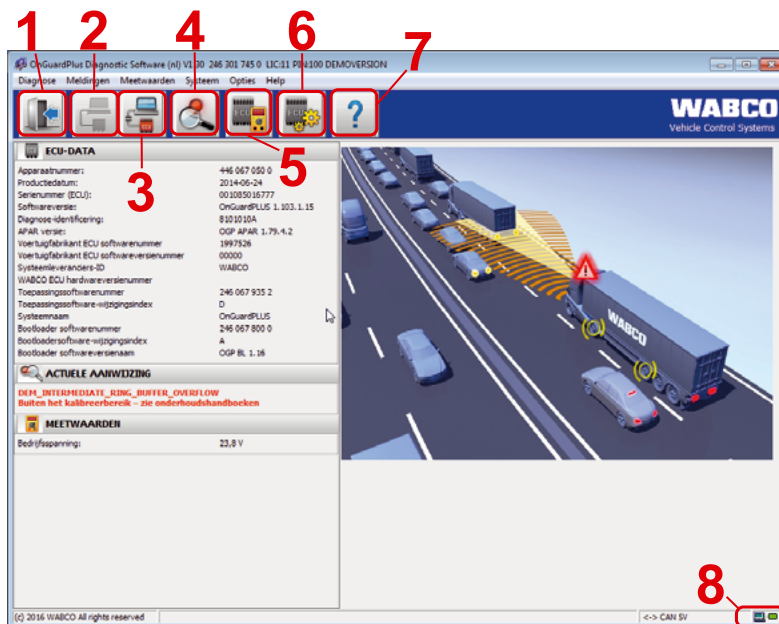 1 2 4 6 7
OnGuardPlus Diagnostic Software (nl) V1.30 246 301 745 0 LIC:11 PIN:100 DEMOVERSION
Diagnose Meldingen Meetwaarden Systeem Opties Help
ECU ECU ?
WABCO
Vehicle Control Systems
3 5
ECU-DATA
Apparaatnummer: 446 067 050 0
Productiedatum: 2014-06-24
Serienummer (ECU): 001085016777
Softwareversie: OnGuardPLUS 1.103.1.15
Diagnose-identificering: 8101010A
APAR versie: OGP APAR 1.79.4.2
Voertuigfabrikant ECU softwarenummer 1997526
Voertuigfabrikant ECU softwareversienummer 00000
Systeemleveranciers-ID WABCO
WABCO ECU hardwareversienummer
Toepassingssoftwarenummer 246 067 935 2
Toepassingssoftware-wijzigingsindex D
Systeemnaam OnGuardPLUS
Bootloader softwarenummer 246 067 800 0
Bootloadersoftware-wijzigingsindex A
Bootloader softwareversienaam OGP BL 1.16
WABCO
ACTUELE AANWIJZING
DEM_INTERMEDIATE_RING_BUFFER_OVERFLOW
Buiten het kalibreerbereik – zie onderhoudshandboeken
MEETWAARDEN
Bedrijfsspanning: 23,8 V
8
(c) 2016 WABCO All rights reserved <-> CAN 5V